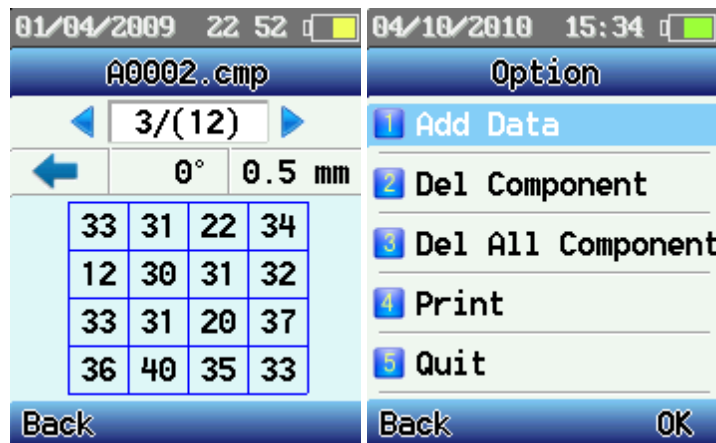 01/04/2009 22 52
A0002.cmp
3/(12)
0° 0.5 mm
33 31 22 34
12 30 31 32
33 31 20 37
36 40 35 33
Back
04/10/2010 15:34
Option
1 Add Data
2 Del Component
3 Del All Component
4 Print
5 Quit
Back OK